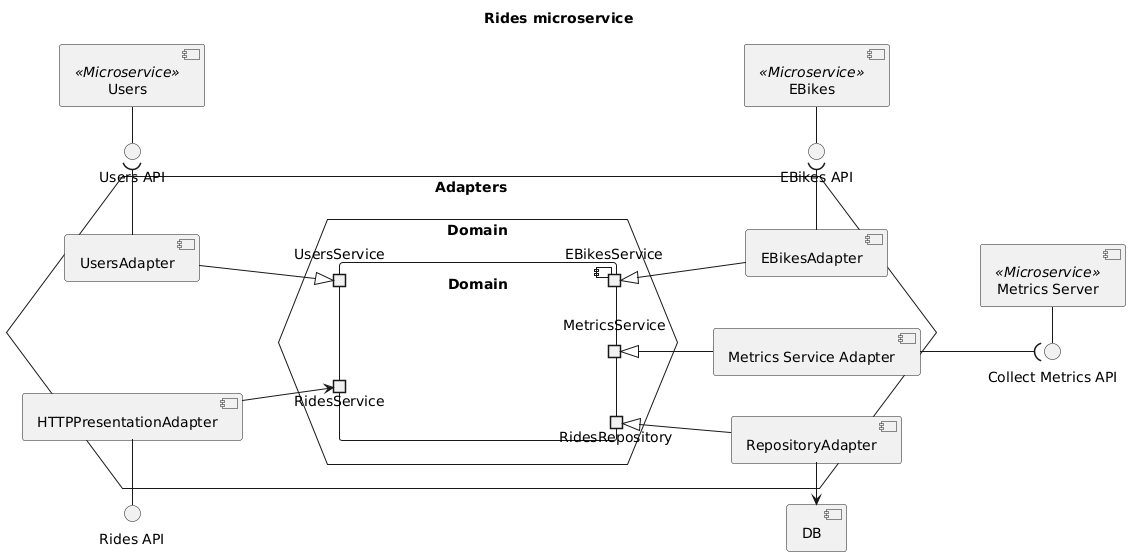 Rides microservice
«Microservice»
Users
«Microservice»
EBikes
Users API
EBikes API
Adapters
Domain
UsersService
EBikesService
UsersAdapter
EBikesAdapter
Domain
«Microservice»
Metrics Server
MetricsService
Metrics Service Adapter
Collect Metrics API
RidesService
HTTPPresentationAdapter
RidesRepository
RepositoryAdapter
Rides API
DB